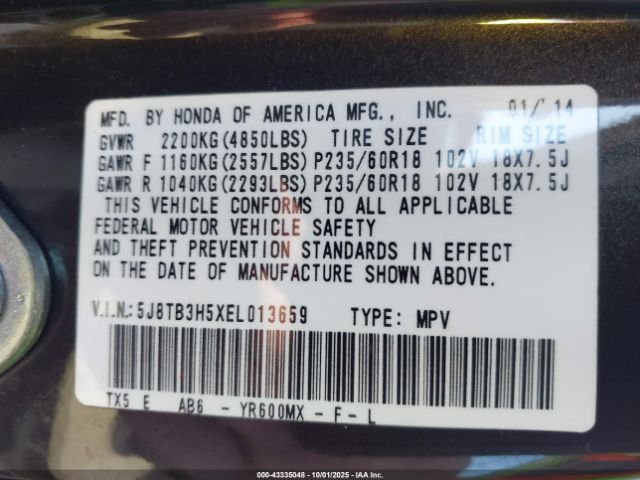 MFD. BY HONDA OF AMERICA MFG., INC. 01/'14
GVWR 2200KG(4850LBS) TIRE SIZE RIM SIZE
GAWR F 1160KG(2557LBS) P235/60R18 102V 18X7.5J
GAWR R 1040KG(2293LBS) P235/60R18 102V 18X7.5J
THIS VEHICLE CONFORMS TO ALL APPLICABLE
FEDERAL MOTOR VEHICLE SAFETY
AND THEFT PREVENTION STANDARDS IN EFFECT
ON THE DATE OF MANUFACTURE SHOWN ABOVE.
V.I.N.: 5J8TB3H5XEL013659 TYPE: MPV
TX5 E AB6 - YR600MX - F - L
000-43335048 - 10/01/2025 - IAA Inc.